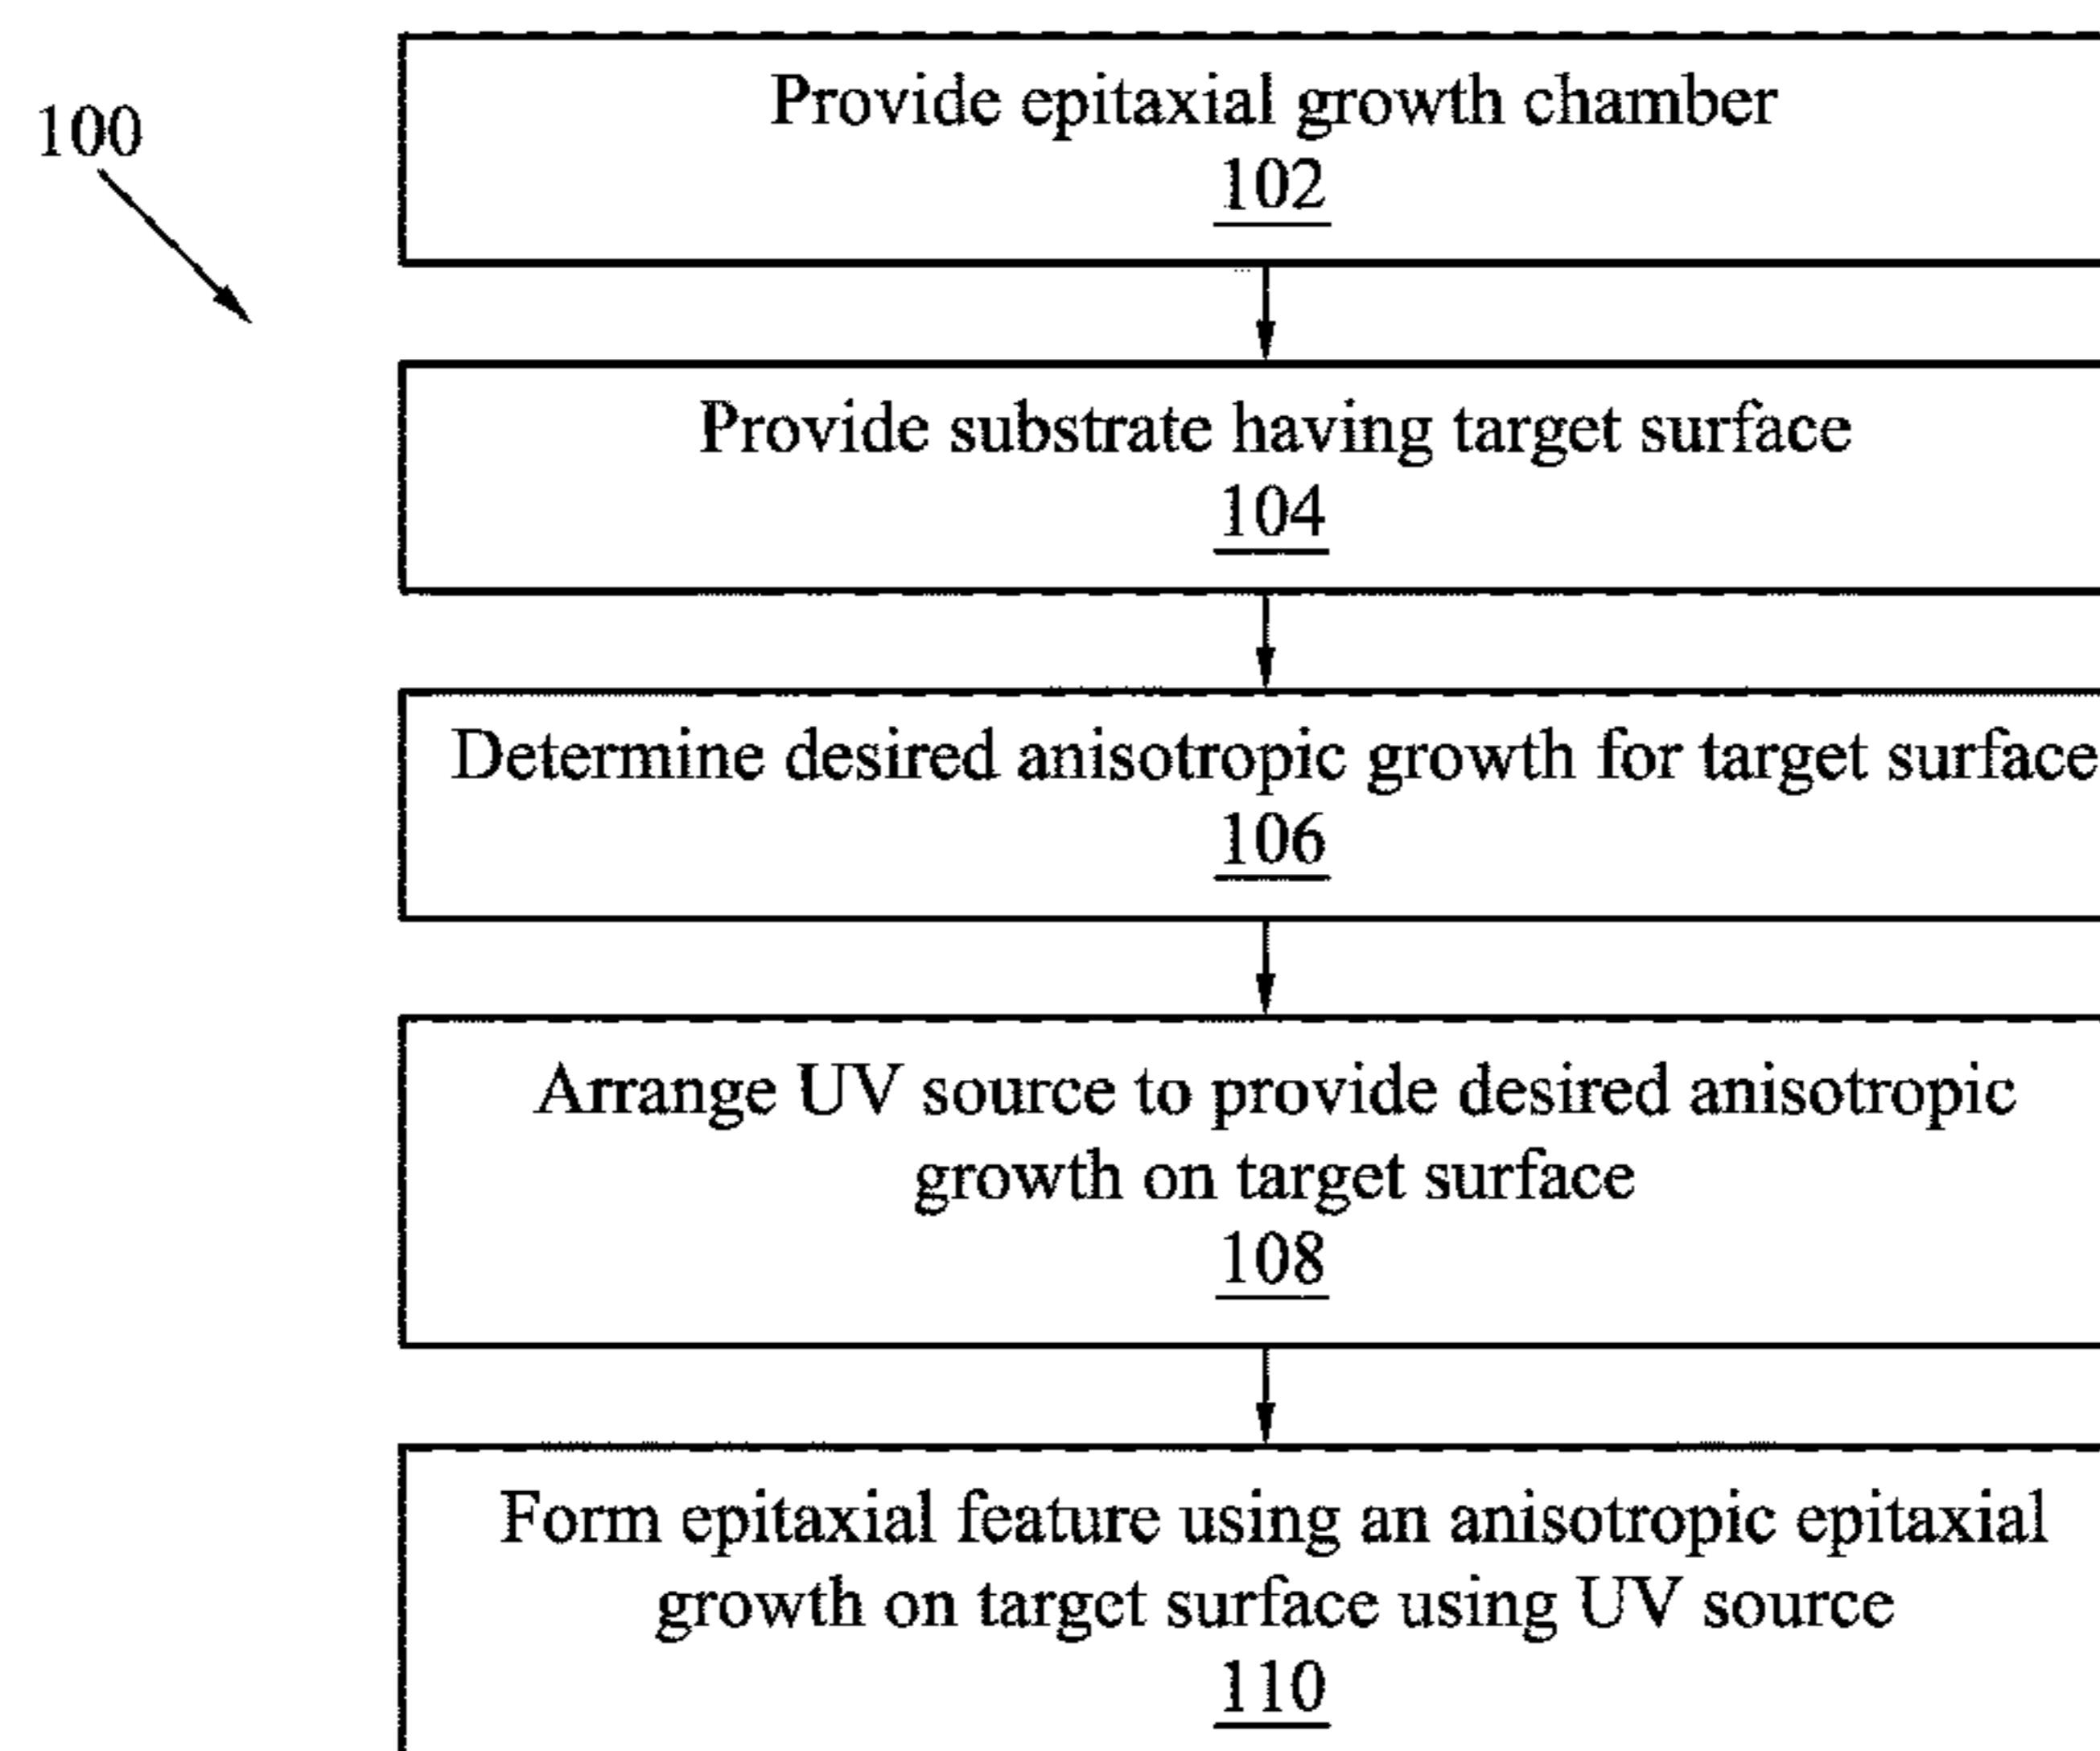 100
Provide epitaxial growth chamber
102
Provide substrate having target surface
104
Determine desired anisotropic growth for target surface
106
Arrange UV source to provide desired anisotropic
growth on target surface
108
Form epitaxial feature using an anisotropic epitaxial
growth on target surface using UV source
110